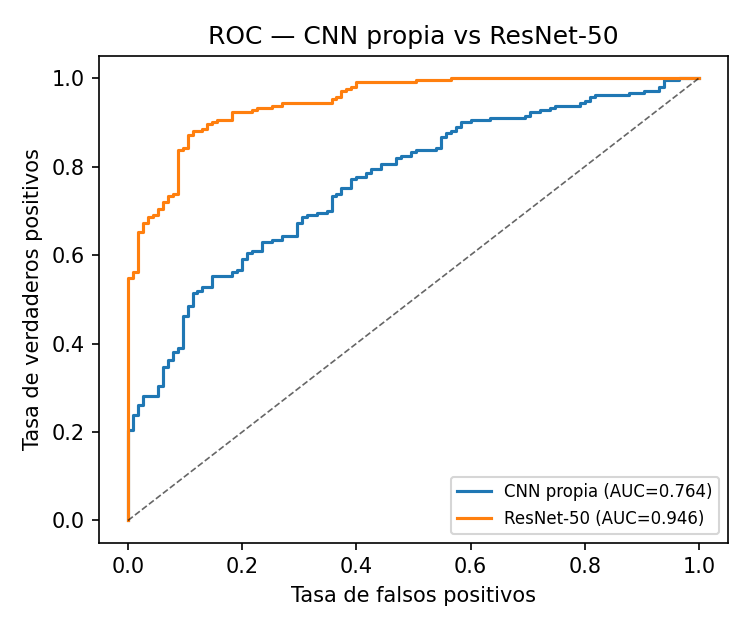 ROC — CNN propia vs ResNet-50
Tasa de verdaderos positivos
1.0
0.8
0.6
0.4
0.2
0.0
CNN propia (AUC=0.764)
ResNet-50 (AUC=0.946)
0.0 0.2 0.4 0.6 0.8 1.0
Tasa de falsos positivos